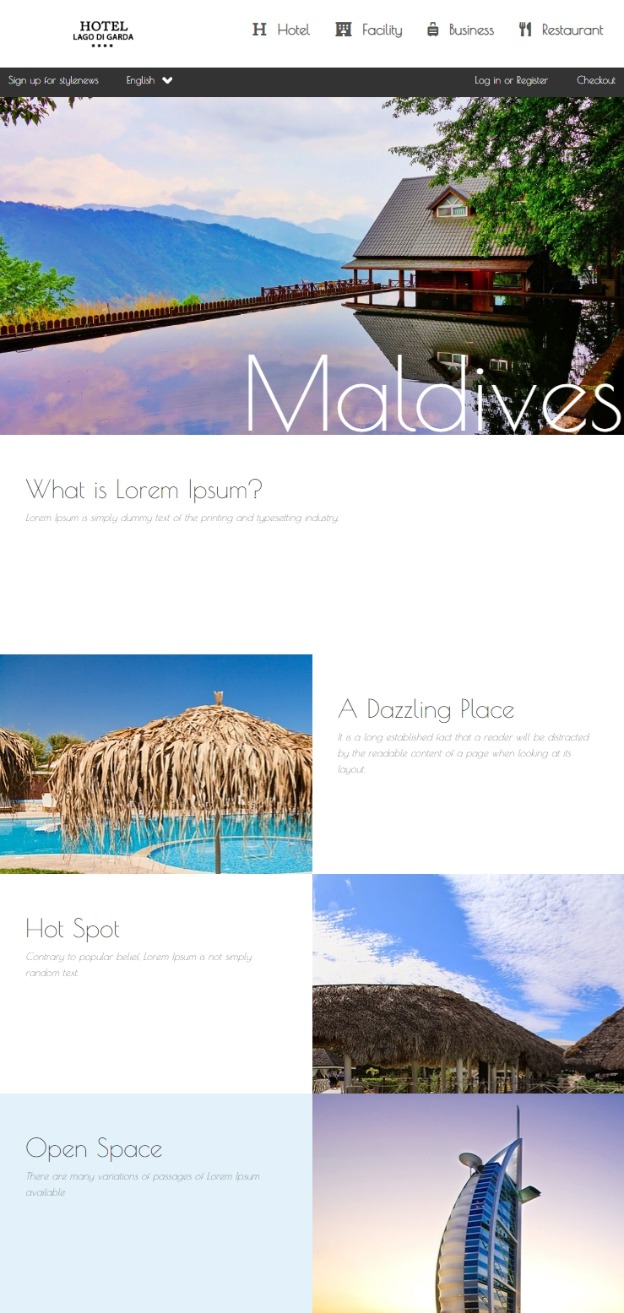 HOTEL
LAGO DI GARDA
H Hotel
Facility
Business
Restaurant
Sign up for stylenews
English
Log in or Register
Checkout
Maldives
What is Lorem Ipsum?
Lorem Ipsum is simply dummy text of the printing and typesetting industry.
A Dazzling Place
It is a long established fact that a reader will be distracted
by the readable content of a page when looking at its
layout.
Hot Spot
Contrary to popular belief, Lorem Ipsum is not simply
random text.
Open Space
There are many variations of passages of Lorem Ipsum
available